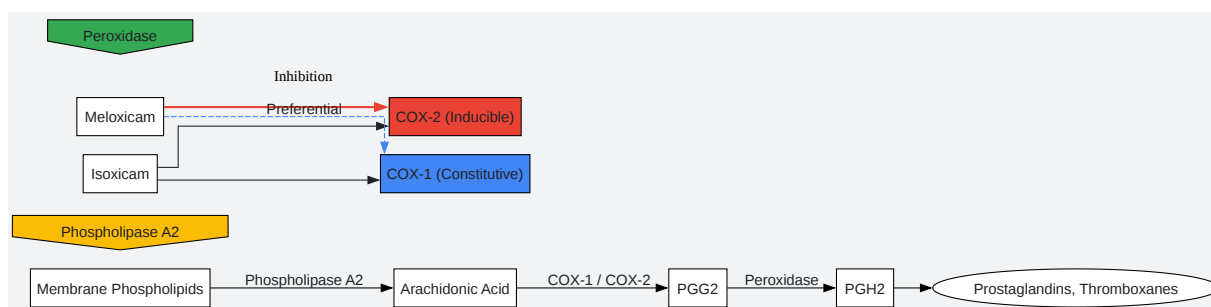 Peroxidase
Inhibition
Meloxicam
Preferential
COX-2 (Inducible)
Isoxicam
COX-1 (Constitutive)
Phospholipase A2
Membrane Phospholipids
Phospholipase A2
Arachidonic Acid
COX-1 / COX-2
PGG2
Peroxidase
PGH2
Prostaglandins, Thromboxanes